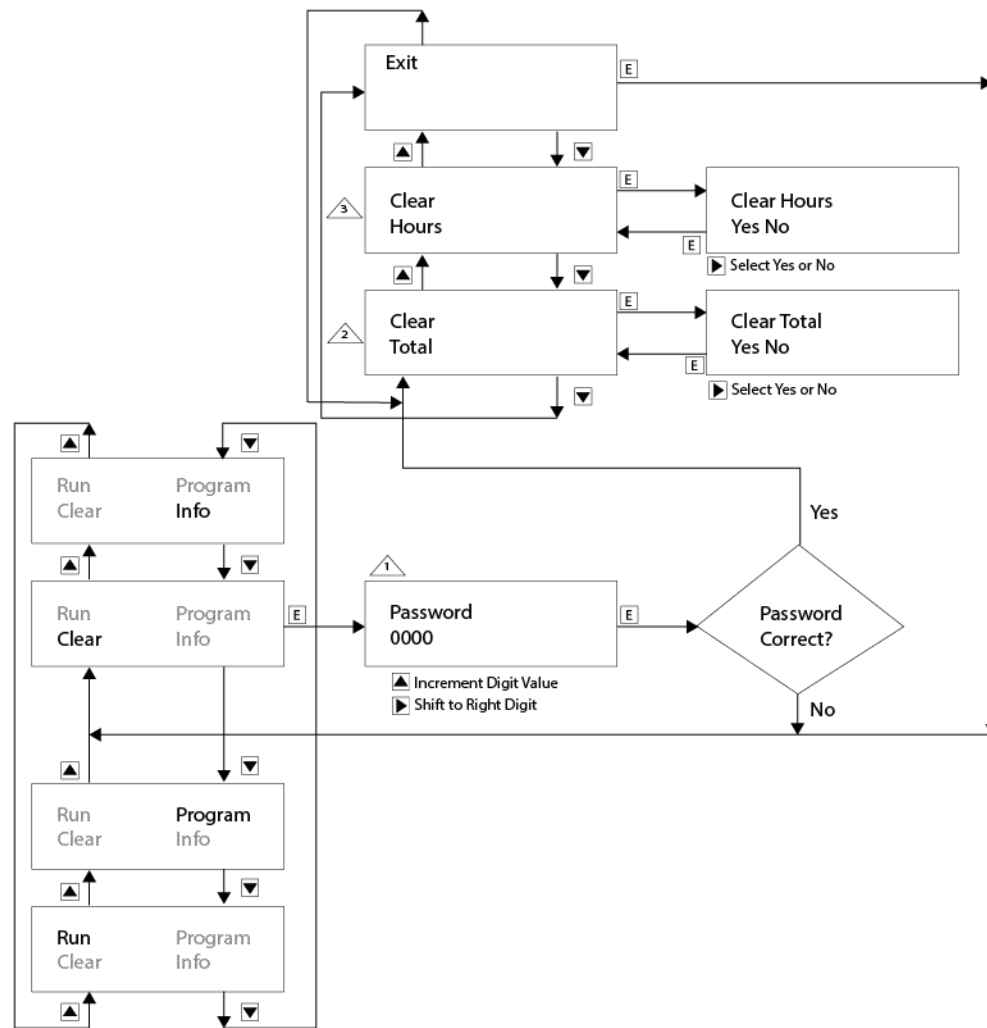 Exit
E
Clear
Hours
3
E
Clear Hours
Yes No
E
Select Yes or No
Clear
Total
2
E
Clear Total
Yes No
E
Select Yes or No
Run Program
Clear Info
Run Program
Clear Info
E
1
Password
0000
E
Increment Digit Value
Shift to Right Digit
Password
Correct?
Yes
No
Run Program
Clear Info
Run Program
Clear Info